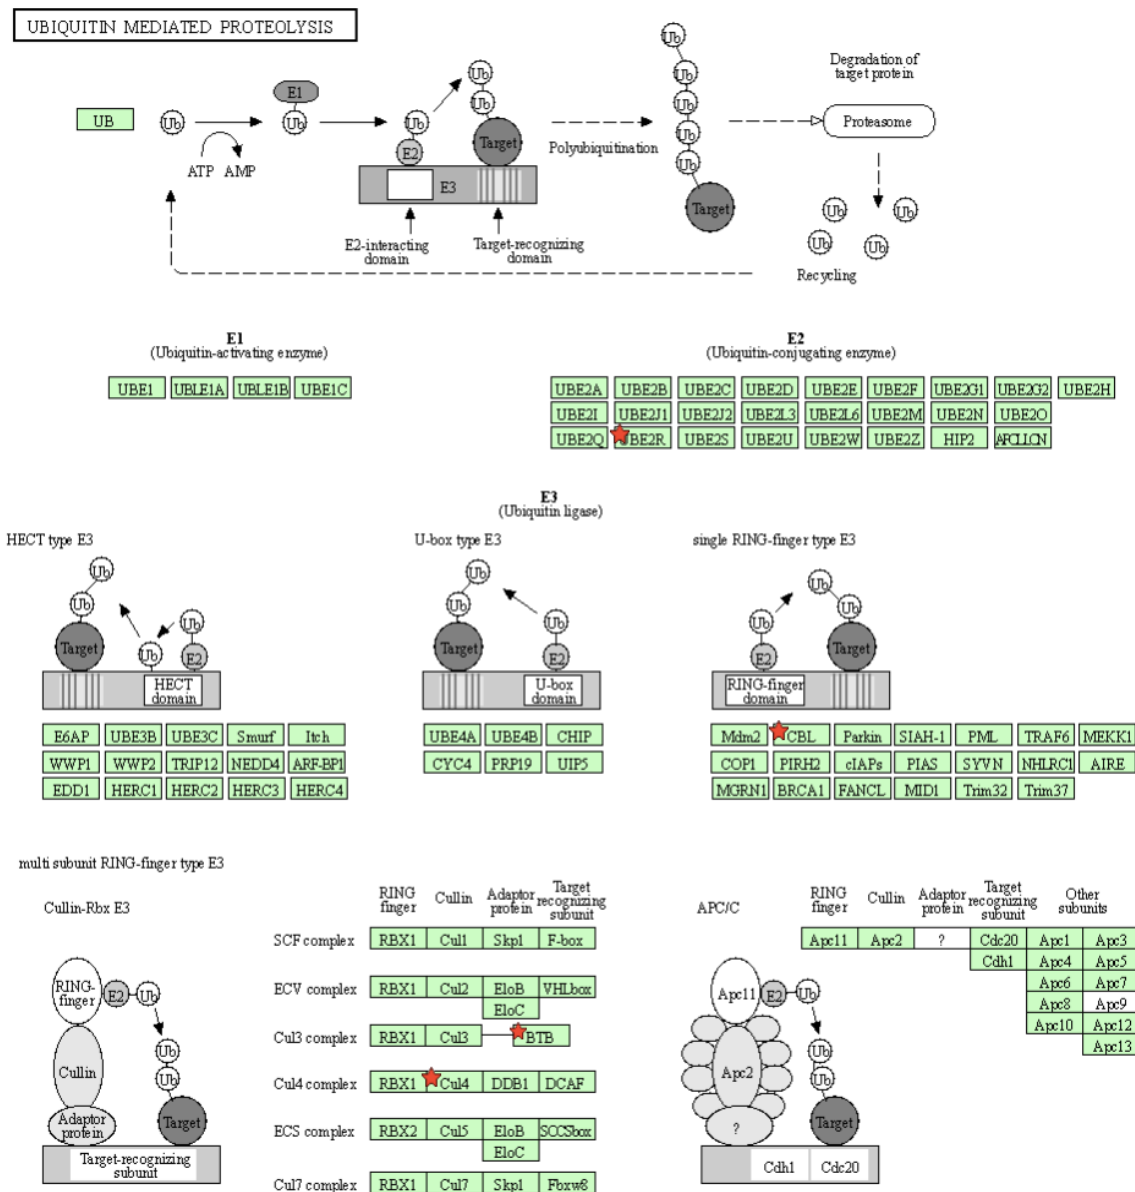 UBIQUITIN MEDIATED PROTEOLYSIS
Ub
Ub
Ub
Ub
Ub
Ub
Target
Degradation of
target protein
UB
Ub
E1
Ub
Ub
E2
Ub
Ub
Target
Polyubiquitination
Proteasome
ATP AMP
E3
E2-interacting
domain
Target-recognizing
domain
Ub Ub
Ub Ub
Recycling
E1
(Ubiquitin-activating enzyme)
UBE1 UBLE1A UBLE1B UBE1C
E2
(Ubiquitin-conjugating enzyme)
UBE2A UBE2B UBE2C UBE2D UBE2E UBE2F UBE2G1 UBE2G2 UBE2H
UBE2I UBE2J1 UBE2J2 UBE2L3 UBE2L6 UBE2M UBE2N UBE2O
UBE2Q UBE2R UBE2S UBE2U UBE2W UBE2Z HIP2 APOLLON
E3
(Ubiquitin ligase)
HECT type E3
Ub
Ub
Target
Ub
Ub
E2
HECT
domain
E6AP UBE3B UBE3C Smurf Itch
WWP1 WWP2 TRIP12 NEDD4 ARF-BP1
EDD1 HERC1 HERC2 HERC3 HERC4
U-box type E3
Ub
Ub
Target
Ub
E2
U-box
domain
UBE4A UBE4B CHIP
CYC4 PRP19 UIP5
single RING-finger type E3
Ub
E2
Ub
Ub
Target
RING-finger
domain
Mdm2 CBL Parkin SIAH-1 PML TRAF6 MEKK1
COP1 PIRH2 cIAPs PIAS SYVN NHLRC1 AIRE
MGRN1 BRCA1 FANCL MID1 Trim32 Trim37
multi subunit RING-finger type E3
Cullin-Rbx E3
RING-
finger
E2
Ub
Ub
Ub
Cullin
Adaptor
protein
Target
Target-recognizing
subunit
RING
finger
Cullin
Adaptor
protein
Target
recognizing
subunit
SCF complex RBX1 Cul1 Skp1 F-box
ECV complex RBX1 Cul2 EloB VHLbox
EloC
Cul3 complex RBX1 Cul3 BTB
Cul4 complex RBX1 Cul4 DDB1 DCAF
ECS complex RBX2 Cul5 EloB SOCSbox
EloC
Cul7 complex RBX1 Cul7 Skp1 Fbxw8
APC/C
Apc11
E2
Ub
Ub
Ub
Apc2
?
Target
Cdh1 Cdc20
RING
finger
Cullin
Adaptor
protein
Target
recognizing
subunit
Other
subunits
Apc11 Apc2 ? Cdc20 Apc1 Apc3
Cdh1 Apc4 Apc5
Apc6 Apc7
Apc8 Apc9
Apc10 Apc12
Apc13